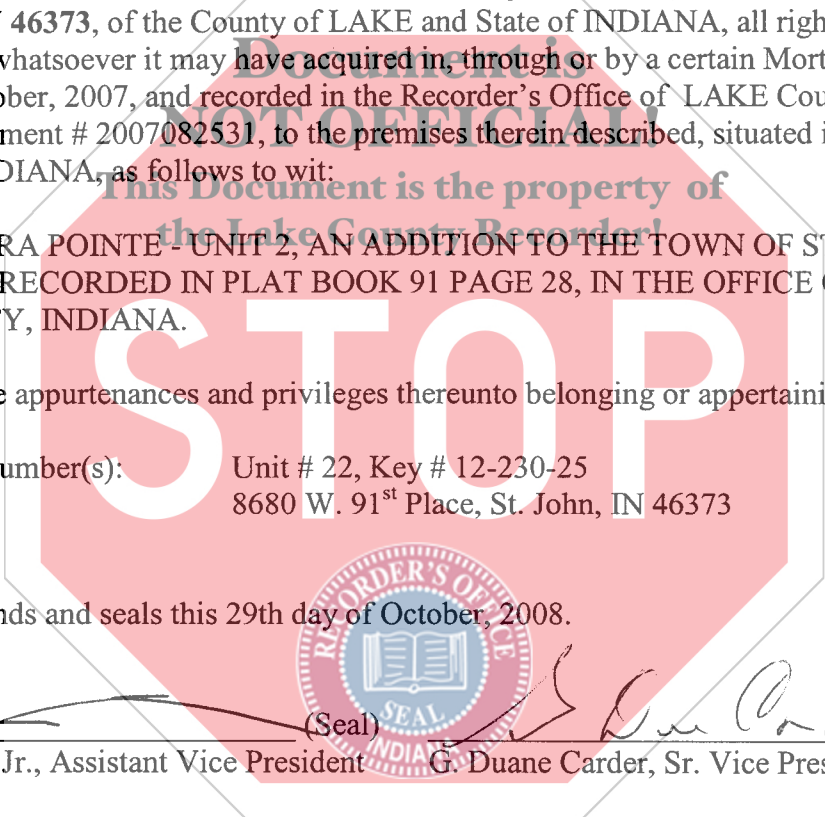 46373, of the County of LAKE and State of INDIANA, all righ
whatsoever it may have acquired in, through or by a certain Mort
Document is
ober, 2007, and recorded in the Recorder's Office of LAKE Cou
NOT OFFICIAL!
ment # 2007082531, to the premises therein described, situated i
DIANA, as follows to wit:
This Document is the property of
the Lake County Recorder!
RA POINTE - UNIT 2, AN ADDITION TO THE TOWN OF S
RECORDED IN PLAT BOOK 91 PAGE 28, IN THE OFFICE
Y, INDIANA.
STOP
e appurtenances and privileges thereunto belonging or appertaini
umber(s): Unit # 22, Key # 12-230-25
8680 W. 91st Place, St. John, IN 46373
nds and seals this 29th day of October, 2008.
RECORDER'S OFFICE
SEAL
INDIANA
(Seal)
Jr., Assistant Vice President G. Duane Carder, Sr. Vice Pres